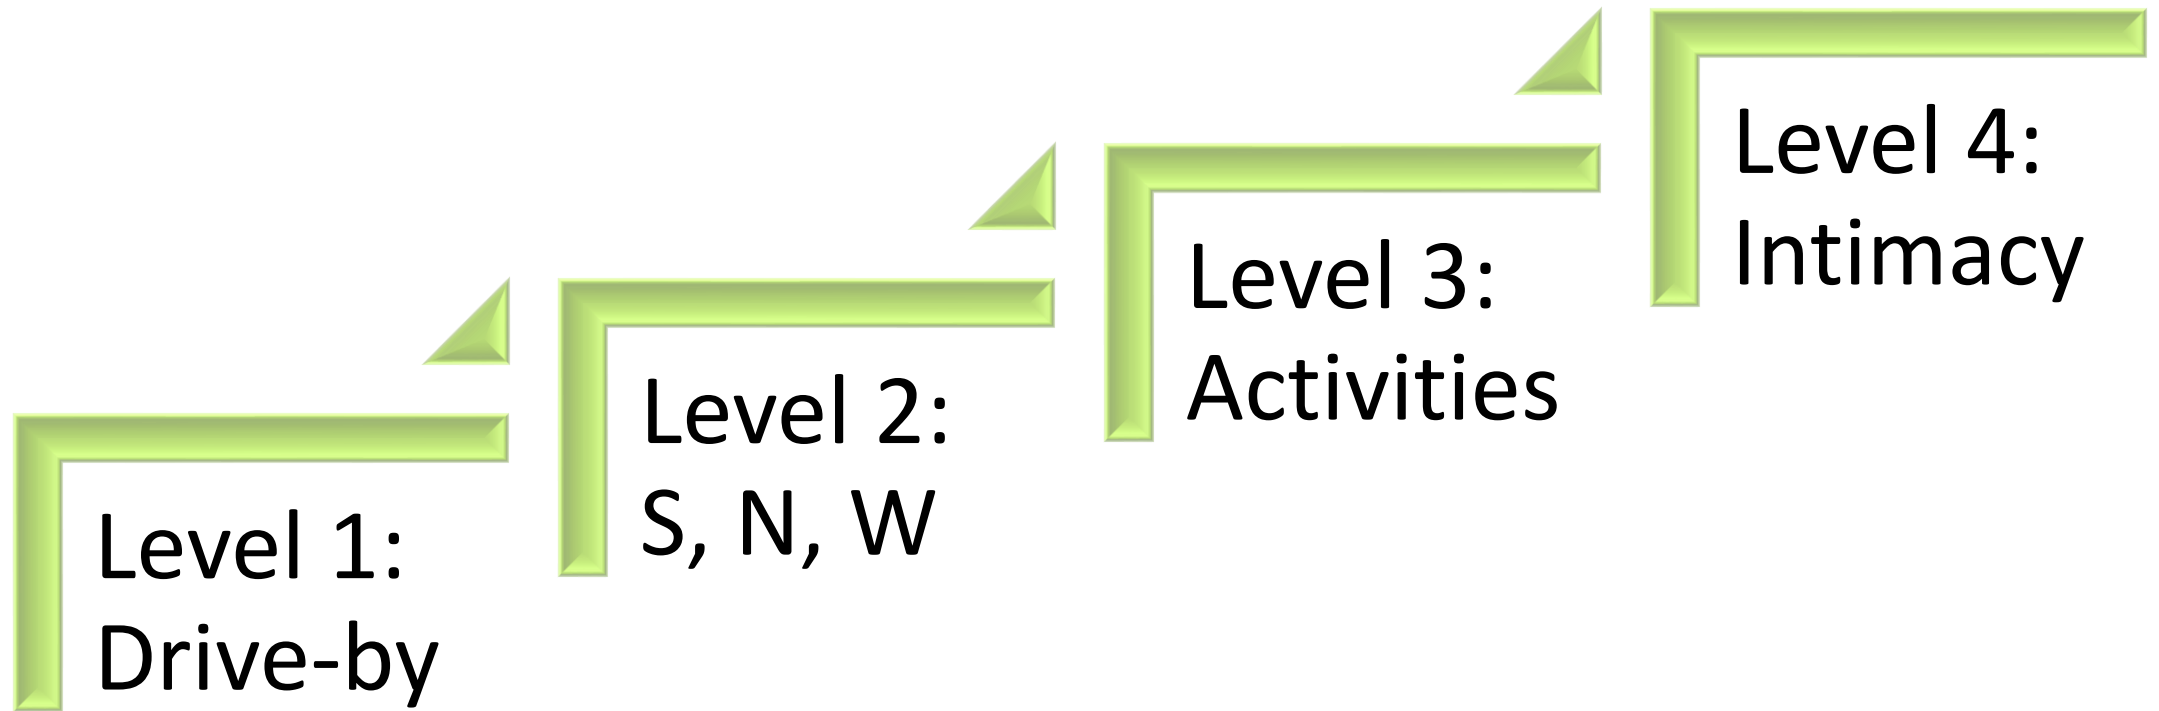 Level 1:
Drive-by
Level 2:
S, N, W
Level 3:
Activities
Level 4:
Intimacy